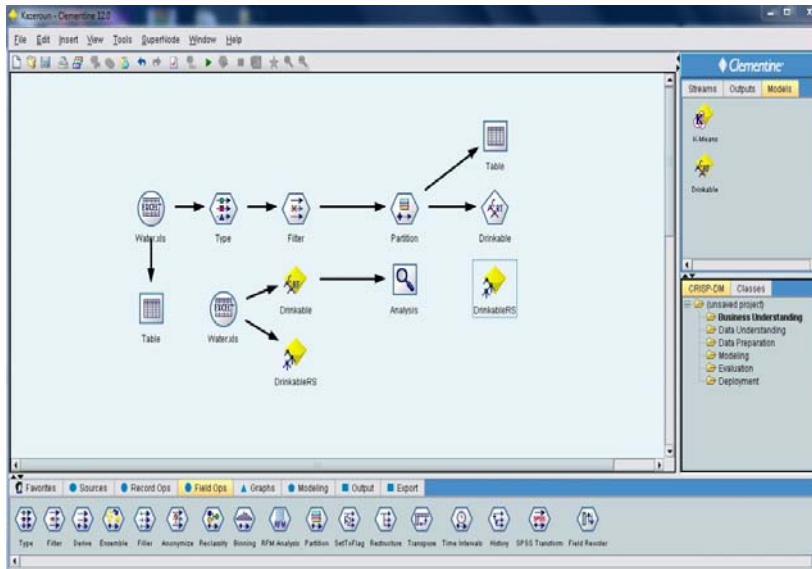 Kazeroun - Clementine 12.0
File Edit Insert View Tools SuperNode Window Help
Clementine
Streams Outputs Models
K-Means
Drinkable
Table
EXCEL
Water.xls
Type
Filter
Partition
Drinkable
Table
EXCEL
Water.xls
Drinkable
Analysis
DrinkableRS
DrinkableRS
CRISP-DM Classes
(unsaved project)
Business Understanding
Data Understanding
Data Preparation
Modeling
Evaluation
Deployment
Favorites Sources Record Ops Field Ops Graphs Modeling Output Export
Type Filter Derive Ensemble Filler Anonymize Reclassify Binning RFM Analysis Partition SetToFlag Restructure Transpose Time Intervals History SPSS Transform Field Reorder